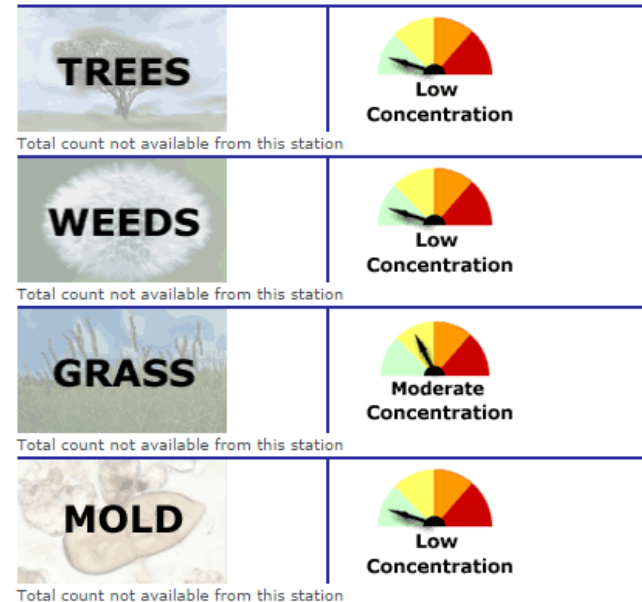 TREES
Low
Concentration
Total count not available from this station
WEEDS
Low
Concentration
Total count not available from this station
GRASS
Moderate
Concentration
Total count not available from this station
MOLD
Low
Concentration
Total count not available from this station